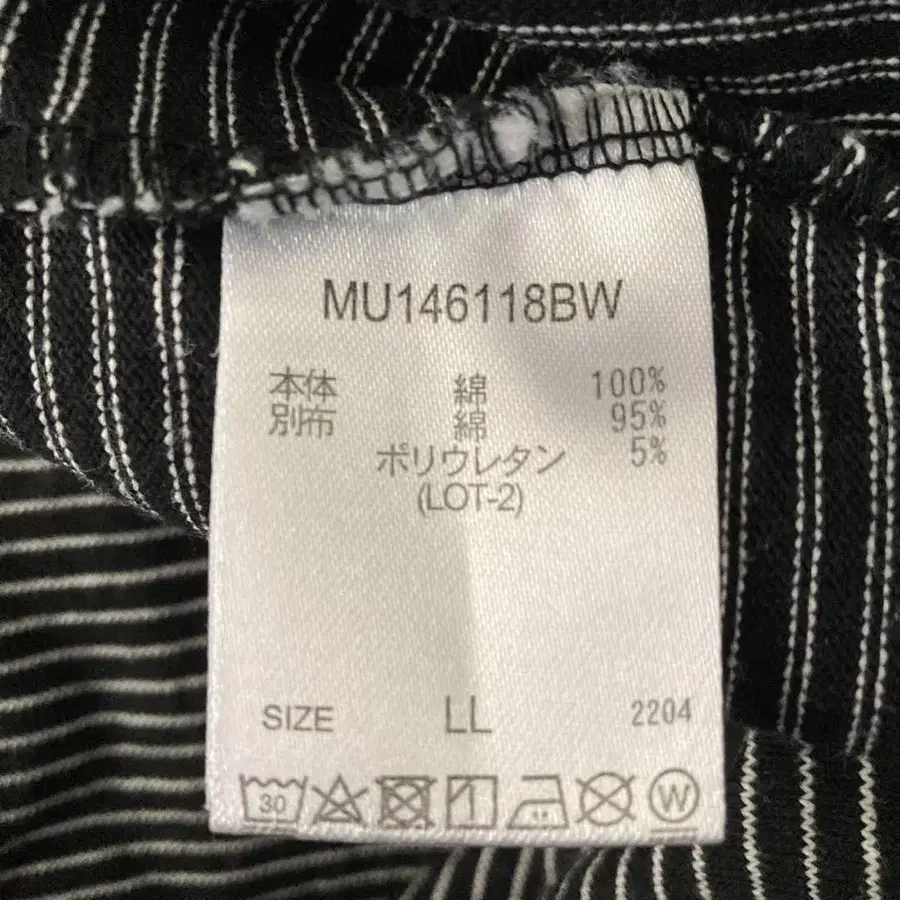 MU146118BW
本体 綿 100%
別布 綿 95%
ポリウレタン 5%
(LOT-2)
SIZE LL 2204
30 W